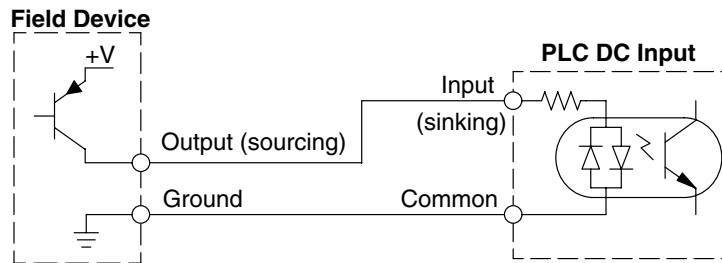 Field Device
+V
PLC DC Input
Input
(sinking)
Output (sourcing)
Ground
Common